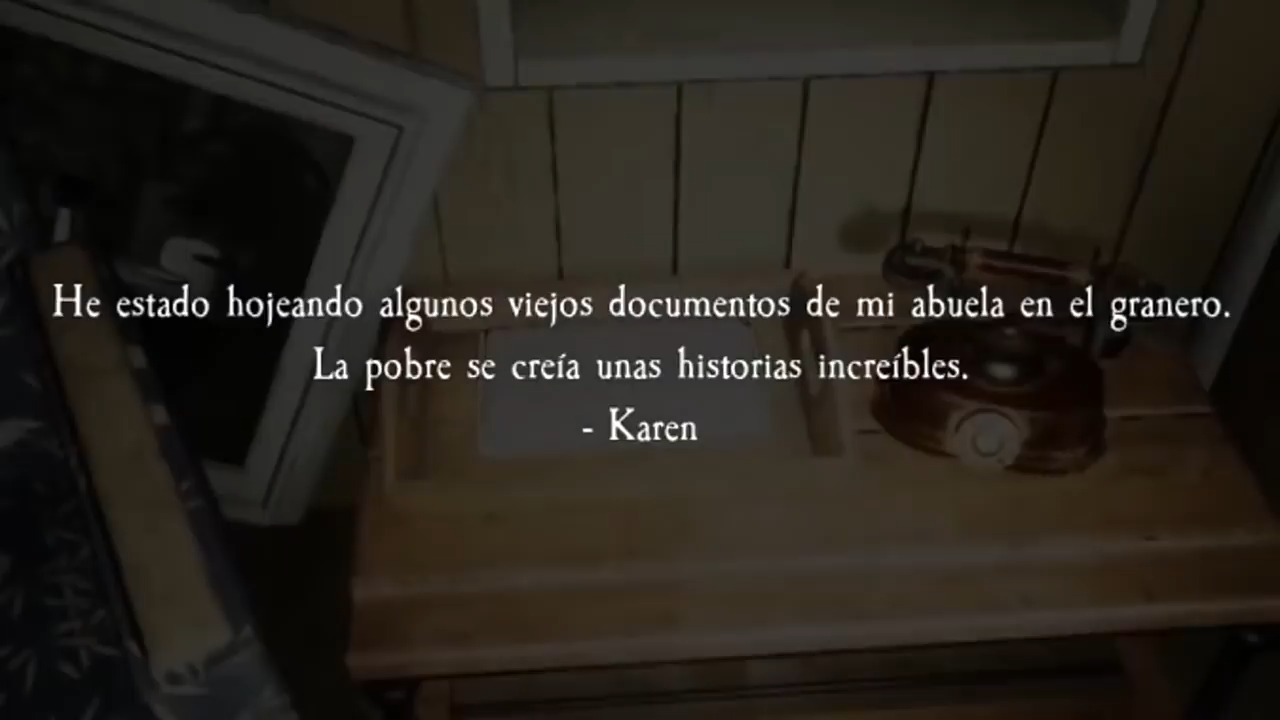 He estado hojeando algunos viejos documentos de mi abuela en el granero.
La pobre se creía unas historias increíbles.
- Karen